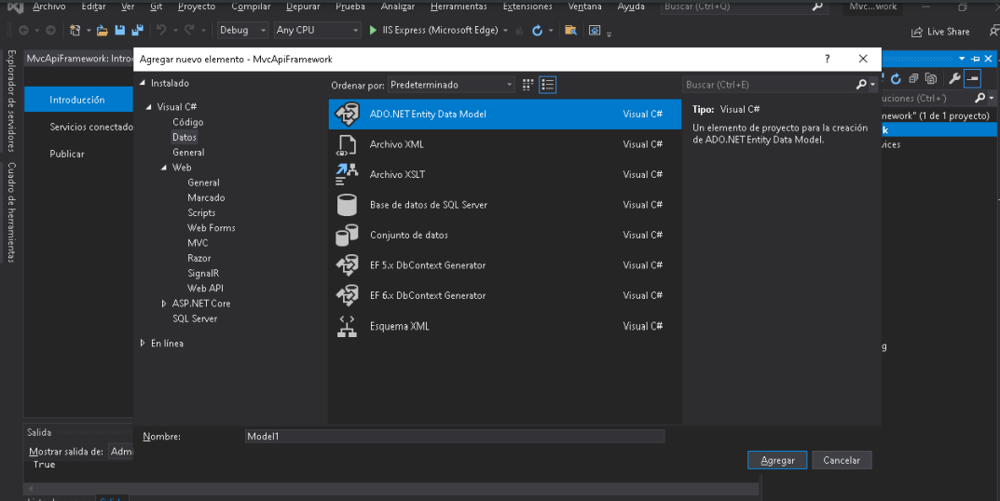 Archivo Editar Ver Git Proyecto Compilar Depurar Prueba Analizar Herramientas Extensiones Ventana Ayuda Buscar (Ctrl+Q) Mvc...work
Debug Any CPU IIS Express (Microsoft Edge) Live Share
Explorador de servidores
Cuadro de herramientas
MvcApiFramework: Introd
Introducción
Servicios conectado
Publicar
Agregar nuevo elemento - MvcApiFramework ? X
Instalado
Visual C#
Código
Datos
General
Web
General
Marcado
Scripts
Web Forms
MVC
Razor
SignalR
Web API
ASP.NET Core
SQL Server
En línea
Ordenar por: Predeterminado
ADO.NET Entity Data Model Visual C#
Archivo XML Visual C#
Archivo XSLT Visual C#
Base de datos de SQL Server Visual C#
Conjunto de datos Visual C#
EF 5.x DbContext Generator Visual C#
EF 6.x DbContext Generator Visual C#
Esquema XML Visual C#
Buscar (Ctrl+E)
Tipo: Visual C#
Un elemento de proyecto para la creación
de ADO.NET Entity Data Model.
Nombre: Model1
Agregar Cancelar
uciones (Ctrl+´)
nework" (1 de 1 proyecto)
k
vices
g
Salida
Mostrar salida de: Admi
True